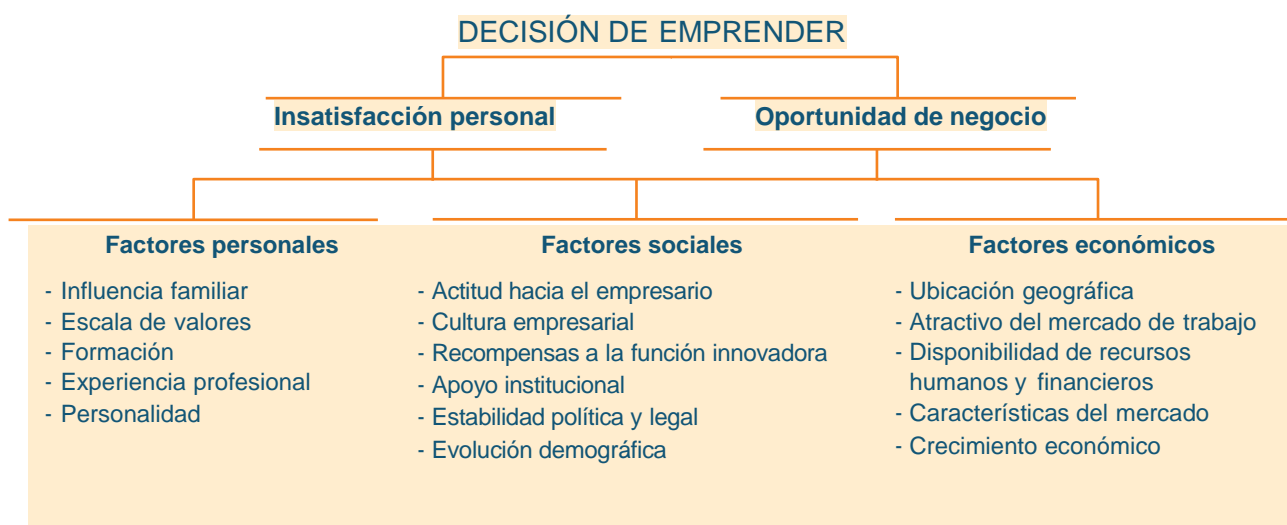 DECISIÓN DE EMPRENDER
Insatisfacción personal
Oportunidad de negocio
Factores personales
- Influencia familiar
- Escala de valores
- Formación
- Experiencia profesional
- Personalidad
Factores sociales
- Actitud hacia el empresario
- Cultura empresarial
- Recompensas a la función innovadora
- Apoyo institucional
- Estabilidad política y legal
- Evolución demográfica
Factores económicos
- Ubicación geográfica
- Atractivo del mercado de trabajo
- Disponibilidad de recursos
humanos y financieros
- Características del mercado
- Crecimiento económico